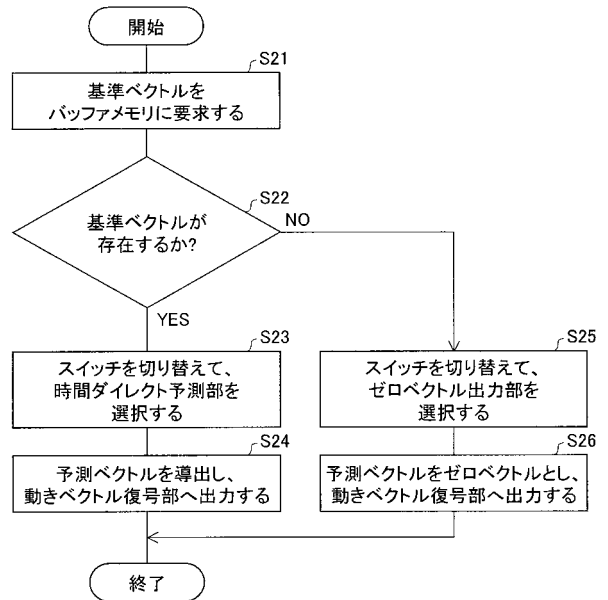 開始
S21
基準ベクトルを
バッファメモリに要求する
S22
基準ベクトルが
存在するか?
NO
YES
S23
スイッチを切り替えて、
時間ダイレクト予測部を
選択する
S25
スイッチを切り替えて、
ゼロベクトル出力部を
選択する
S24
予測ベクトルを導出し、
動きベクトル復号部へ出力する
S26
予測ベクトルをゼロベクトルとし、
動きベクトル復号部へ出力する
終了